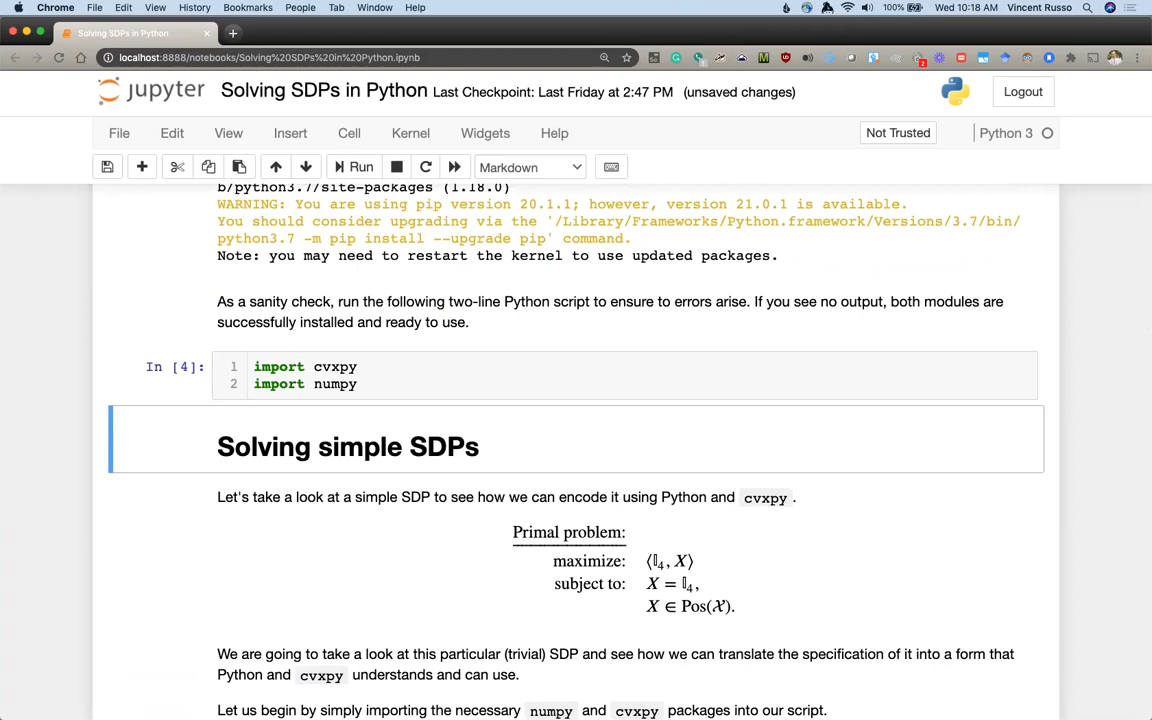 Chrome File Edit View History Bookmarks People Tab Window Help 100% Wed 10:18 AM Vincent Russo
Solving SDPs in Python
localhost:8888/notebooks/Solving%20SDPs%20in%20Python.ipynb
jupyter Solving SDPs in Python Last Checkpoint: Last Friday at 2:47 PM (unsaved changes) Logout
File Edit View Insert Cell Kernel Widgets Help Not Trusted Python 3
Run Markdown
b/python3.7/site-packages (1.18.0)
WARNING: You are using pip version 20.1.1; however, version 21.0.1 is available.
You should consider upgrading via the '/Library/Frameworks/Python.framework/Versions/3.7/bin/
python3.7 -m pip install --upgrade pip' command.
Note: you may need to restart the kernel to use updated packages.
As a sanity check, run the following two-line Python script to ensure to errors arise. If you see no output, both modules are
successfully installed and ready to use.
In [4]: 1 import cvxpy
2 import numpy
Solving simple SDPs
Let's take a look at a simple SDP to see how we can encode it using Python and cvxpy .
Primal problem:
maximize: ⟨𝕀₄, X⟩
subject to: X = 𝕀₄,
X ∈ Pos(𝒳).
We are going to take a look at this particular (trivial) SDP and see how we can translate the specification of it into a form that
Python and cvxpy understands and can use.
Let us begin by simply importing the necessary numpy and cvxpy packages into our script.